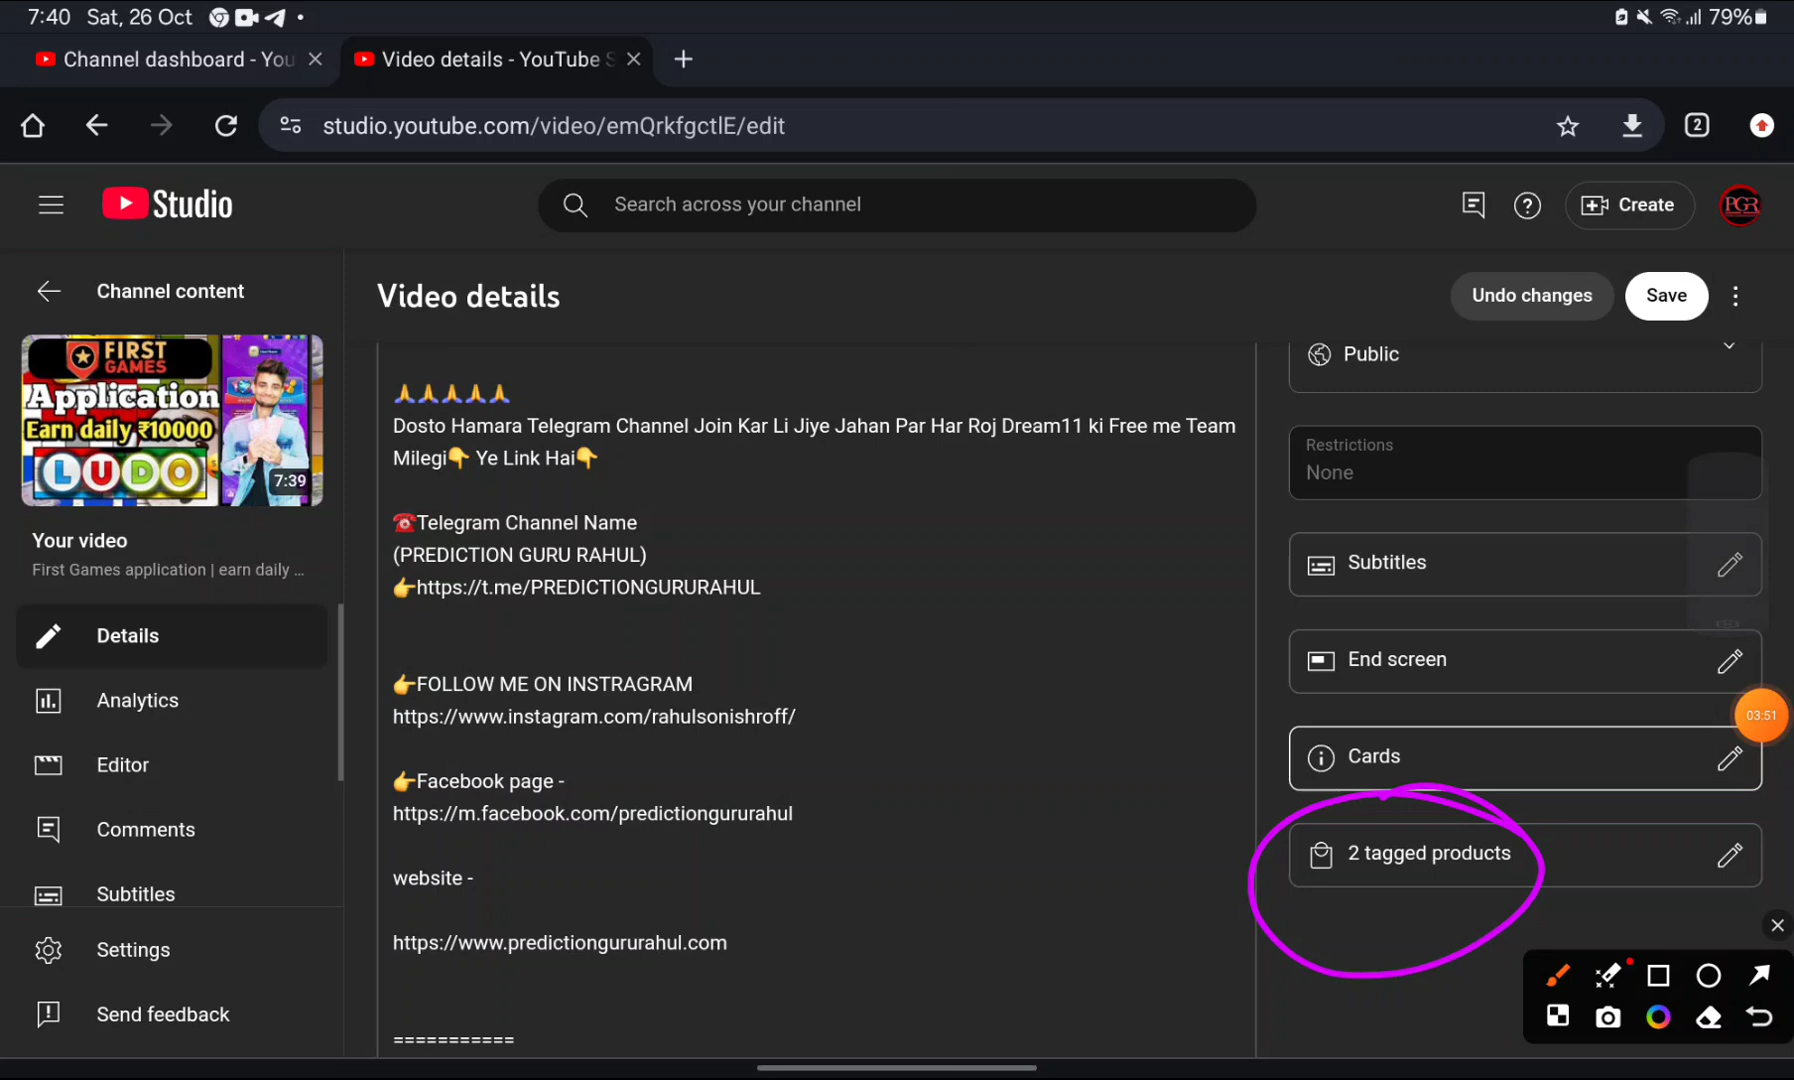 7:40 Sat, 26 Oct
79%
Channel dashboard - You
Video details - YouTube S
studio.youtube.com/video/emQrkfgctlE/edit
2
Studio
Search across your channel
Create
PGR
Channel content
Video details
Undo changes
Save
FIRST
GAMES
Application
Earn daily ₹10000
LUDO
7:39
Your video
First Games application | earn daily ...
Details
Analytics
Editor
Comments
Subtitles
Settings
Send feedback
🙏🙏🙏🙏🙏
Dosto Hamara Telegram Channel Join Kar Li Jiye Jahan Par Har Roj Dream11 ki Free me Team
Milegi👇 Ye Link Hai👇
☎️Telegram Channel Name
(PREDICTION GURU RAHUL)
👉https://t.me/PREDICTIONGURURAHUL
👉FOLLOW ME ON INSTRAGRAM
https://www.instagram.com/rahulsonishroff/
👉Facebook page -
https://m.facebook.com/predictiongururahul
website -
https://www.predictiongururahul.com
===========
Public
Restrictions
None
Subtitles
End screen
Cards
2 tagged products
03:51